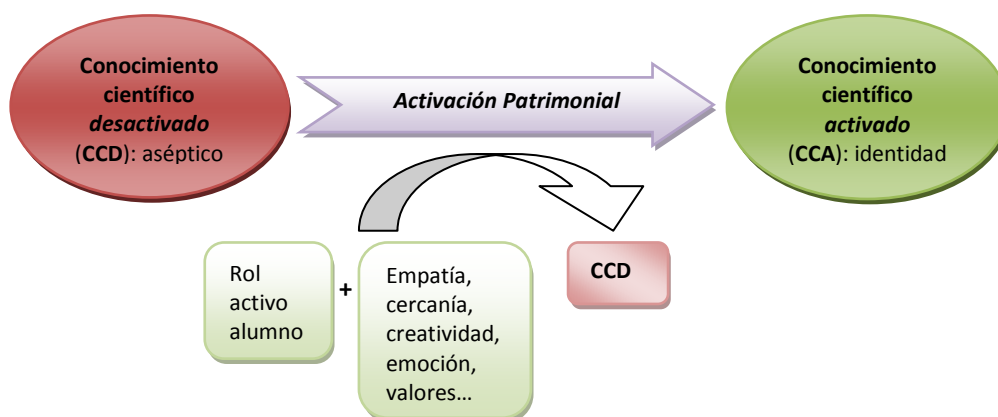 Conocimiento
científico
desactivado
(CCD): aséptico
Activación Patrimonial
Conocimiento
científico
activado
(CCA): identidad
Rol
activo
alumno
+
Empatía,
cercanía,
creatividad,
emoción,
valores…
CCD